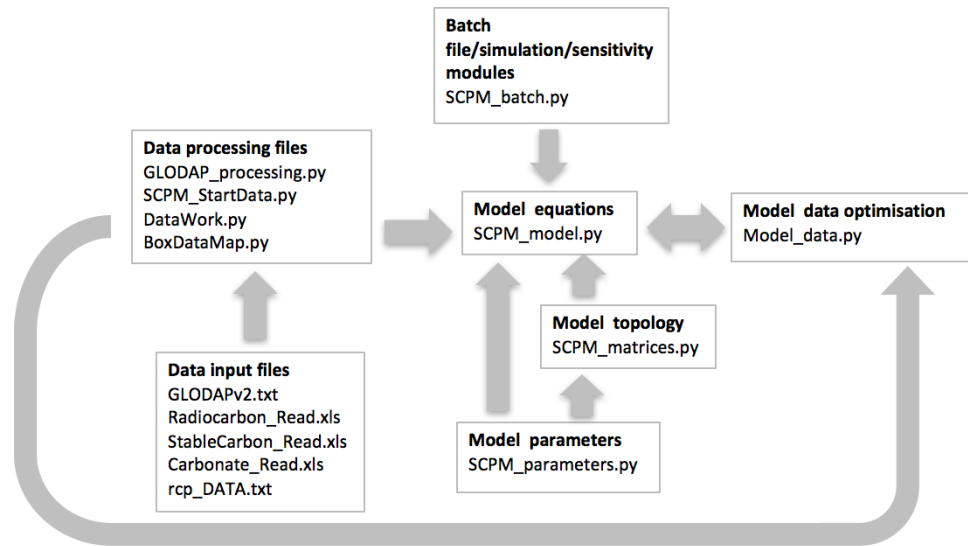 Batch
file/simulation/sensitivity
modules
SCPM_batch.py
Data processing files
GLODAP_processing.py
SCPM_StartData.py
DataWork.py
BoxDataMap.py
Model equations
SCPM_model.py
Model data optimisation
Model_data.py
Model topology
SCPM_matrices.py
Data input files
GLODAPv2.txt
Radiocarbon_Read.xls
StableCarbon_Read.xls
Carbonate_Read.xls
rcp_DATA.txt
Model parameters
SCPM_parameters.py